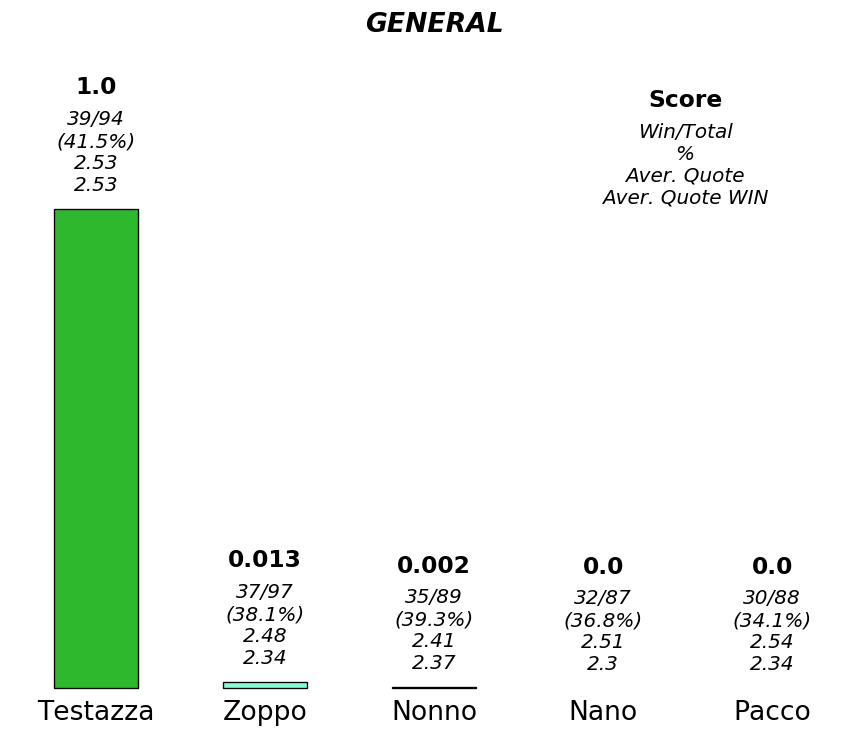 GENERAL
1.0
39/94
(41.5%)
2.53
2.53
Score
Win/Total
%
Aver. Quote
Aver. Quote WIN
0.013
37/97
(38.1%)
2.48
2.34
0.002
35/89
(39.3%)
2.41
2.37
0.0
32/87
(36.8%)
2.51
2.3
0.0
30/88
(34.1%)
2.54
2.34
Testazza
Zoppo
Nonno
Nano
Pacco